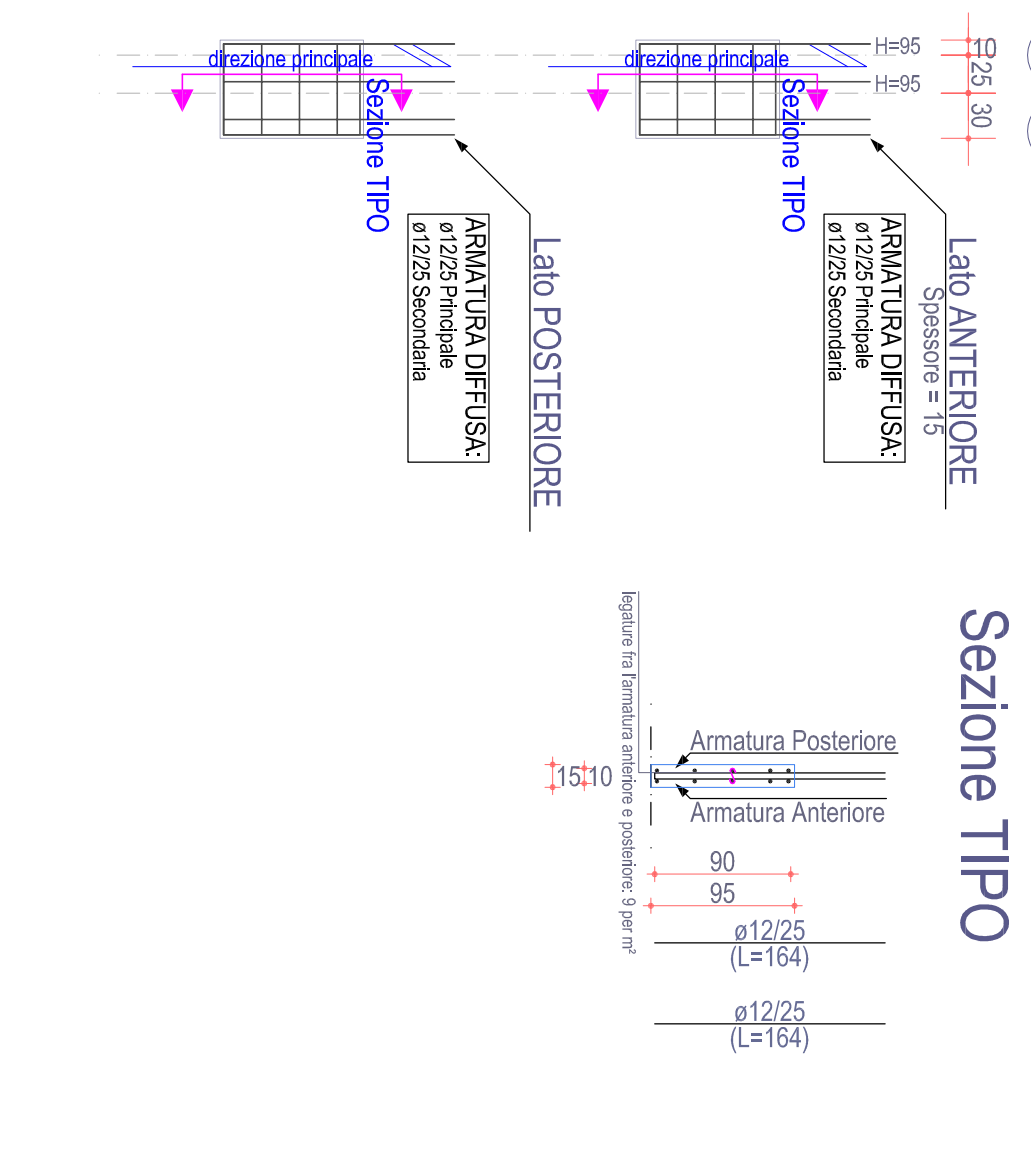 direzione principale
Sezione TIPO
direzione principale
Sezione TIPO
H=95
H=95
10
25
30
ARMATURA DIFFUSA:
ø12/25 Principale
ø12/25 Secondaria
Lato POSTERIORE
ARMATURA DIFFUSA:
ø12/25 Principale
ø12/25 Secondaria
Lato ANTERIORE
Spessore = 15
Sezione TIPO
legature fra l'armatura anteriore e posteriore: 9 per m²
Armatura Posteriore
15
10
Armatura Anteriore
90
95
ø12/25
(L=164)
ø12/25
(L=164)